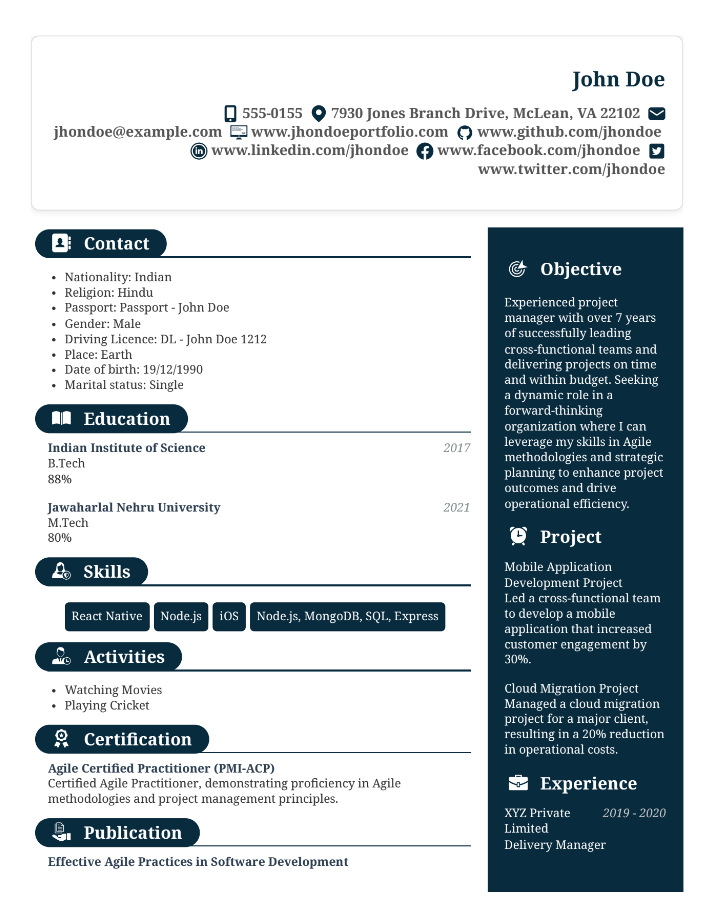 John Doe
555-0155 7930 Jones Branch Drive, McLean, VA 22102
jhondoe@example.com www.jhondoeportfolio.com www.github.com/jhondoe
www.linkedin.com/jhondoe www.facebook.com/jhondoe
www.twitter.com/jhondoe
Contact
• Nationality: Indian
• Religion: Hindu
• Passport: Passport - John Doe
• Gender: Male
• Driving Licence: DL - John Doe 1212
• Place: Earth
• Date of birth: 19/12/1990
• Marital status: Single
Education
Indian Institute of Science 2017
B.Tech
88%
Jawaharlal Nehru University 2021
M.Tech
80%
Skills
React Native Node.js iOS Node.js, MongoDB, SQL, Express
Activities
• Watching Movies
• Playing Cricket
Certification
Agile Certified Practitioner (PMI-ACP)
Certified Agile Practitioner, demonstrating proficiency in Agile
methodologies and project management principles.
Publication
Effective Agile Practices in Software Development
Objective
Experienced project
manager with over 7 years
of successfully leading
cross-functional teams and
delivering projects on time
and within budget. Seeking
a dynamic role in a
forward-thinking
organization where I can
leverage my skills in Agile
methodologies and strategic
planning to enhance project
outcomes and drive
operational efficiency.
Project
Mobile Application
Development Project
Led a cross-functional team
to develop a mobile
application that increased
customer engagement by
30%.
Cloud Migration Project
Managed a cloud migration
project for a major client,
resulting in a 20% reduction
in operational costs.
Experience
XYZ Private 2019 - 2020
Limited
Delivery Manager